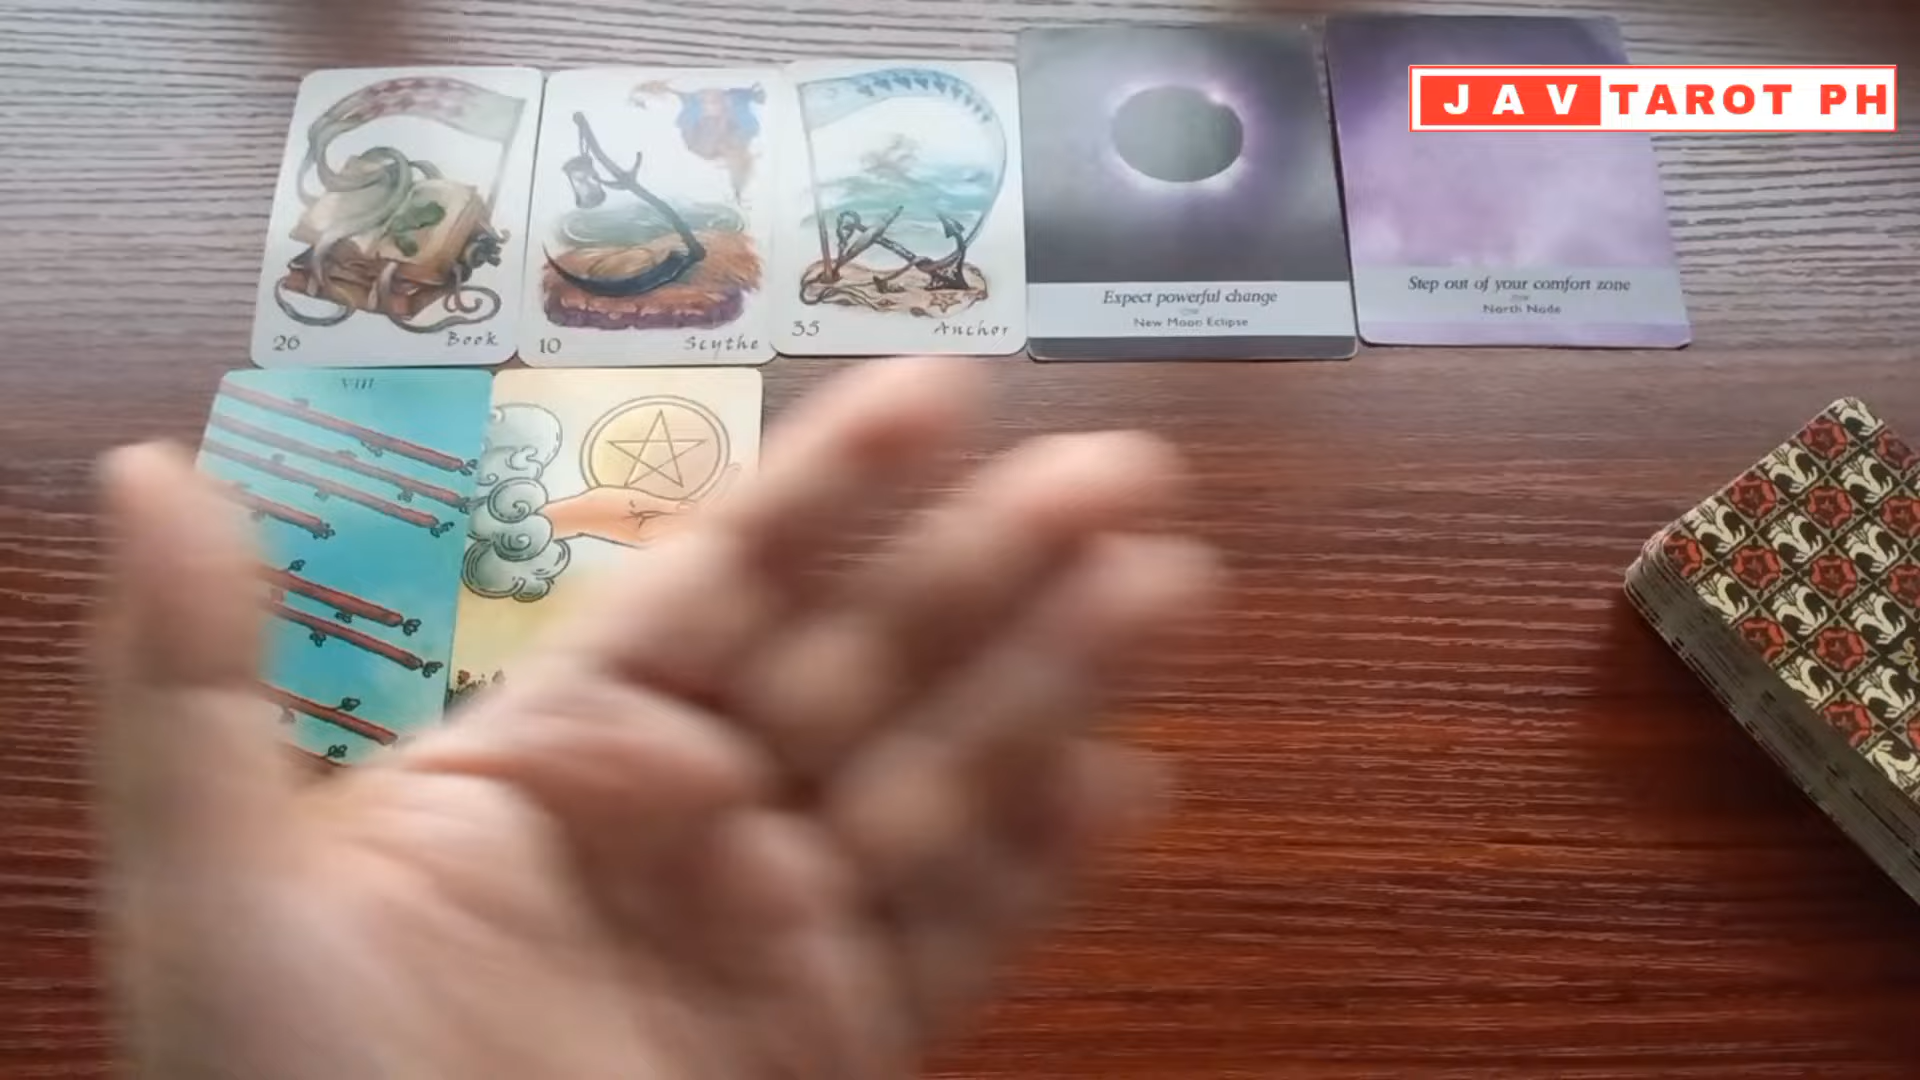 JAV TAROT PH
26 Book
10 Scythe
35 Anchor
Expect powerful change
New Moon Eclipse
Step out of your comfort zone
North Node
VIII